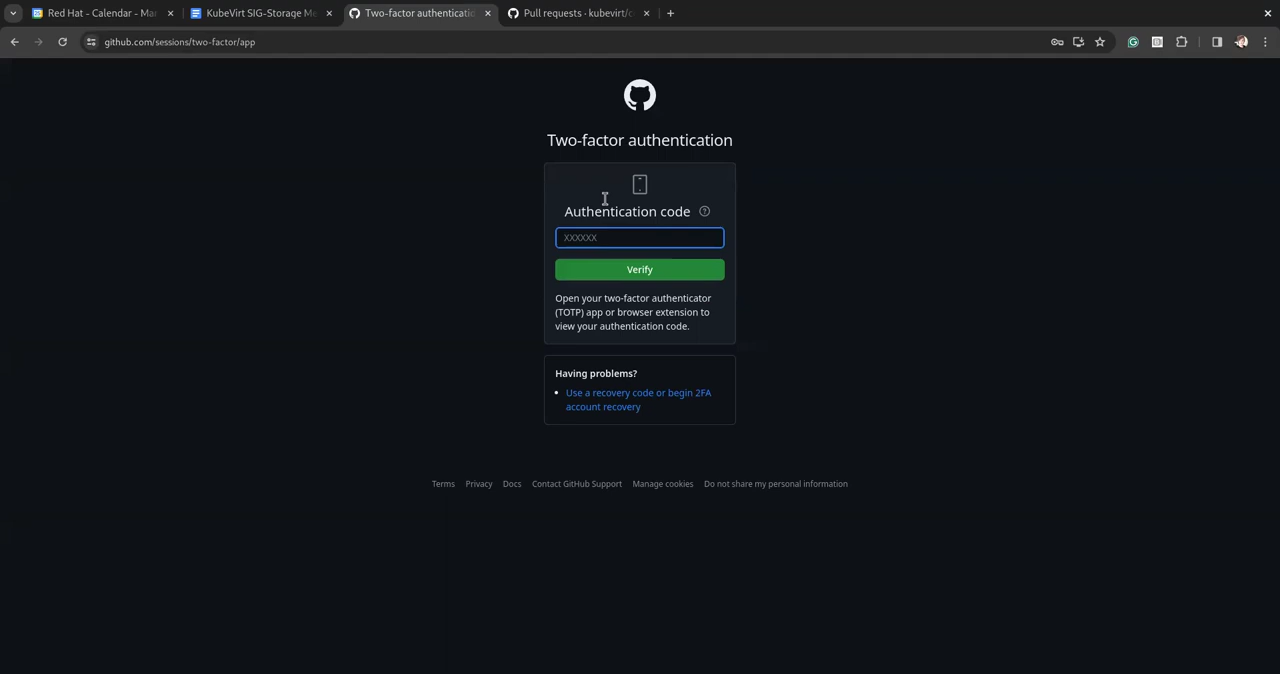 Red Hat - Calendar - Ma
KubeVirt SIG-Storage Me
Two-factor authenticatic
Pull requests · kubevirt/c
github.com/sessions/two-factor/app
Two-factor authentication
Authentication code
XXXXXX
Verify
Open your two-factor authenticator
(TOTP) app or browser extension to
view your authentication code.
Having problems?
Use a recovery code or begin 2FA
account recovery
Terms Privacy Docs Contact GitHub Support Manage cookies Do not share my personal information